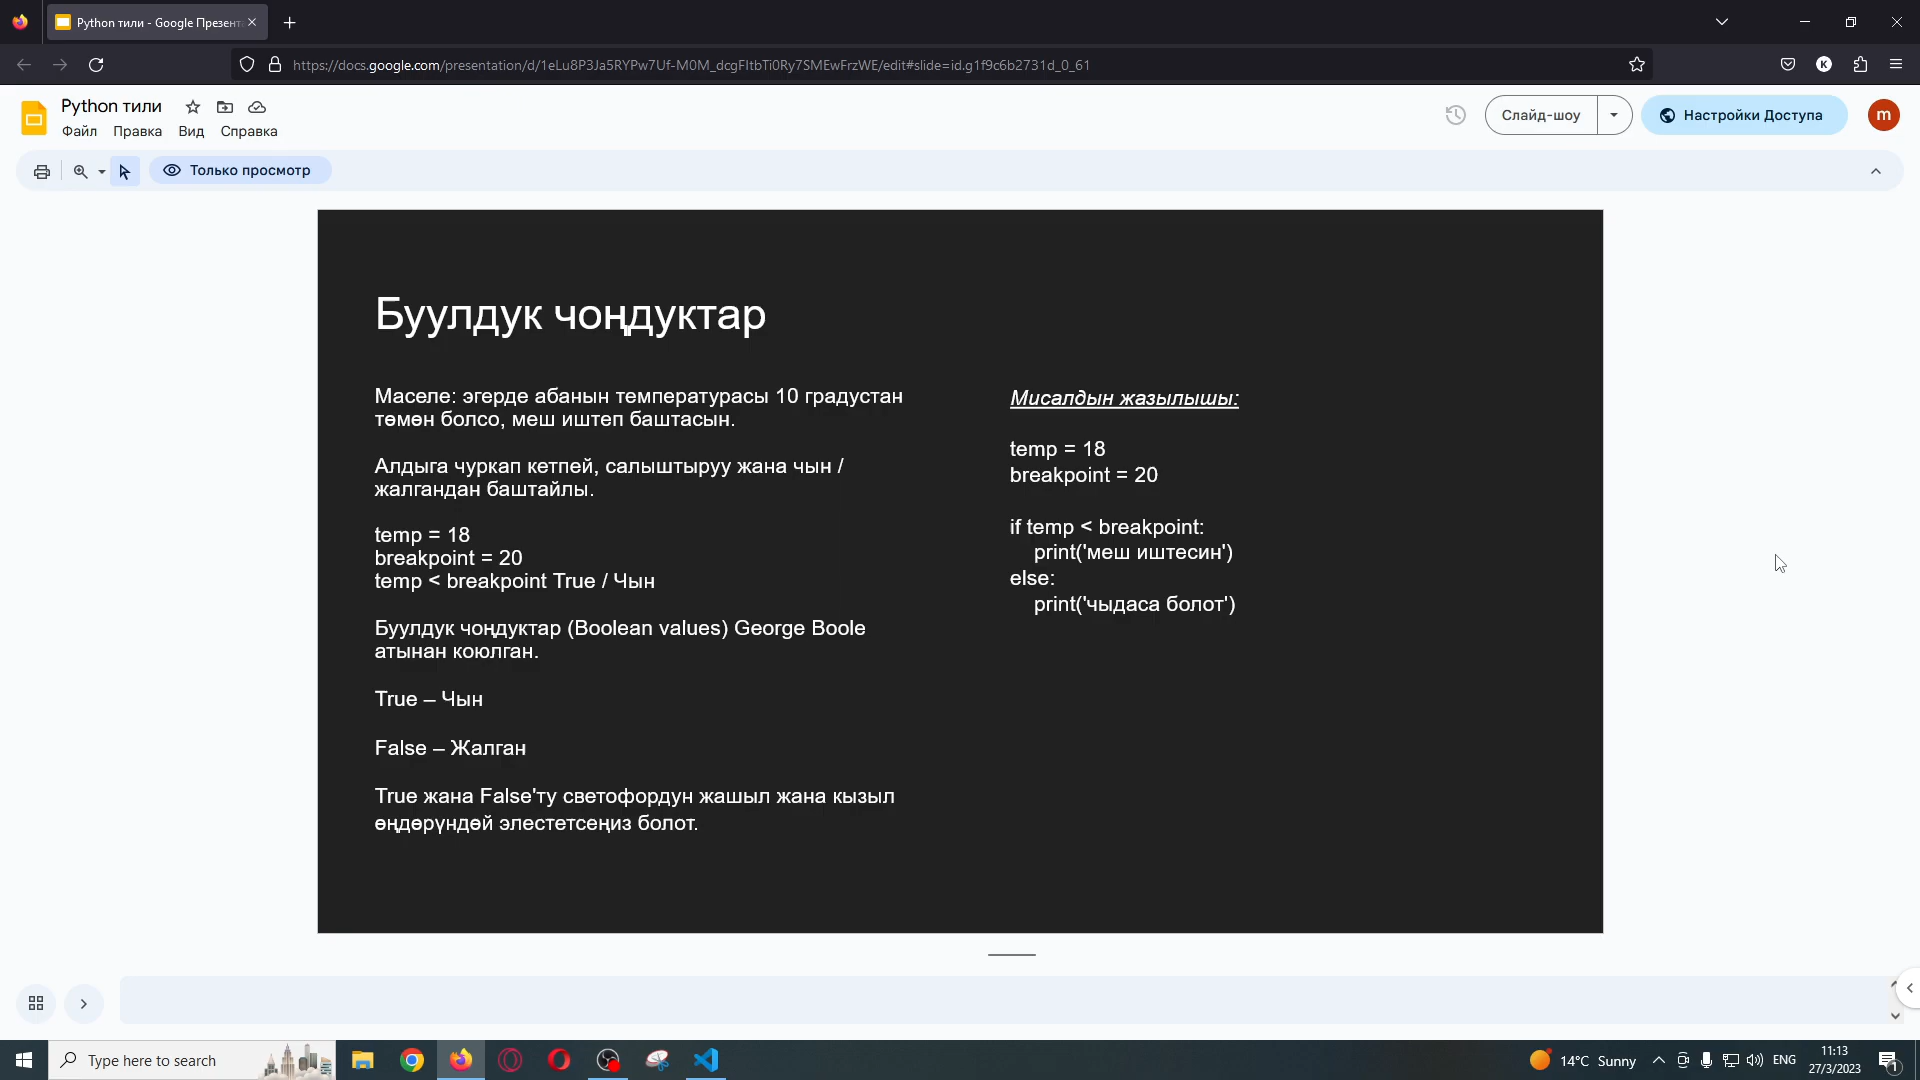 Python тили - Google Презент
https://docs.google.com/presentation/d/1eLu8P3Ja5RYPw7Uf-M0M_dcgFItbTi0Ry7SMEwFrzWE/edit#slide=id.g1f9c6b2731d_0_61
K
Python тили
Файл Правка Вид Справка
Слайд-шоу
Настройки Доступа
m
Только просмотр
Буулдук чоңдуктар
Маселе: эгерде абанын температурасы 10 градустан
төмөн болсо, меш иштеп баштасын.
Алдыга чуркап кетпей, салыштыруу жана чын /
жалгандан баштайлы.
temp = 18
breakpoint = 20
temp < breakpoint True / Чын
Буулдук чоңдуктар (Boolean values) George Boole
атынан коюлган.
True – Чын
False – Жалган
True жана False'ту светофордун жашыл жана кызыл
өңдөрүндөй элестетсеңиз болот.
Мисалдын жазылышы:
temp = 18
breakpoint = 20
if temp < breakpoint:
print('меш иштесин')
else:
print('чыдаса болот')
Type here to search
14°C Sunny
ENG
11:13
27/3/2023
1